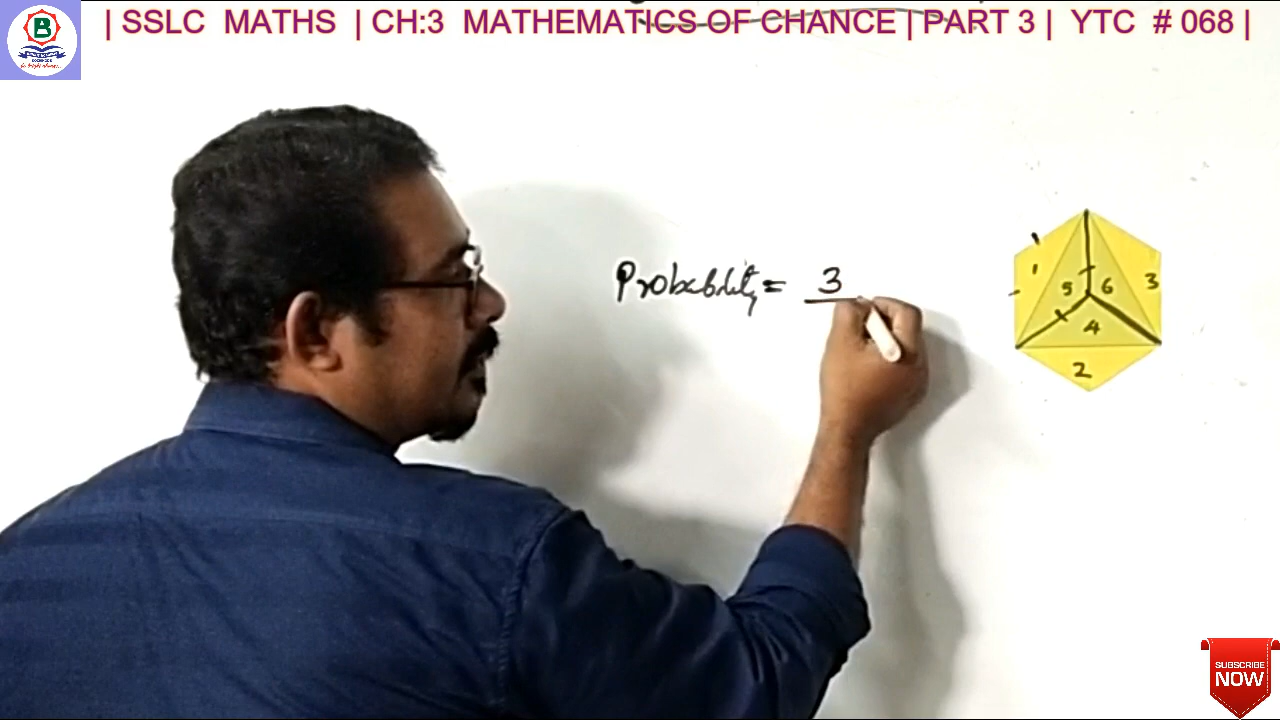 | SSLC MATHS | CH:3 MATHEMATICS OF CHANCE | PART 3 | YTC # 068 |
B
Probability = 3
1
5 6 3
4
2
SUBSCRIBE
NOW